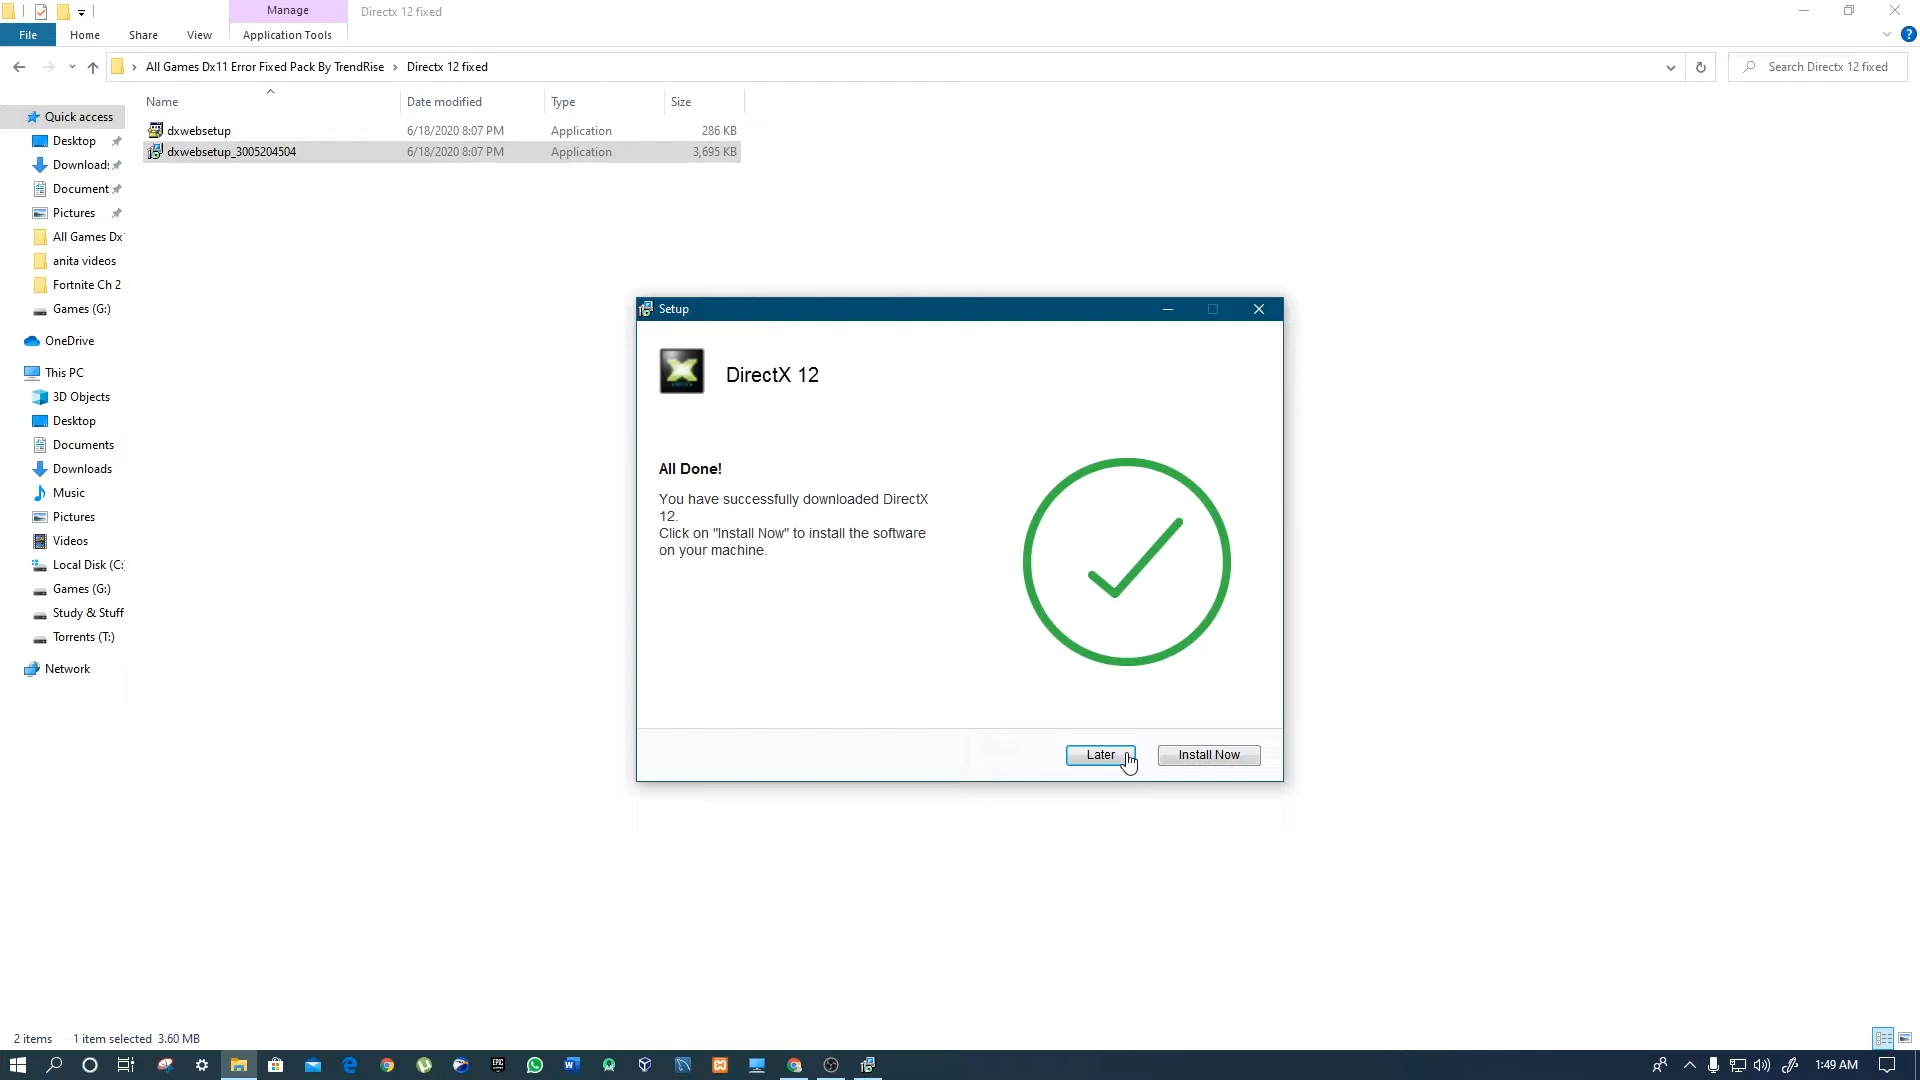 Manage
Directx 12 fixed
File
Home
Share
View
Application Tools
All Games Dx11 Error Fixed Pack By TrendRise
Directx 12 fixed
Search Directx 12 fixed
Name
Date modified
Type
Size
dxwebsetup
6/18/2020 8:07 PM
Application
286 KB
dxwebsetup_3005204504
6/18/2020 8:07 PM
Application
3,695 KB
Quick access
Desktop
Download:
Document
Pictures
All Games Dx
anita videos
Fortnite Ch 2
Games (G:)
OneDrive
This PC
3D Objects
Desktop
Documents
Downloads
Music
Pictures
Videos
Local Disk (C:
Games (G:)
Study & Stuff
Torrents (T:)
Network
Setup
DirectX 12
All Done!
You have successfully downloaded DirectX
12.
Click on "Install Now" to install the software
on your machine.
Later
Install Now
2 items
1 item selected 3.60 MB
1:49 AM